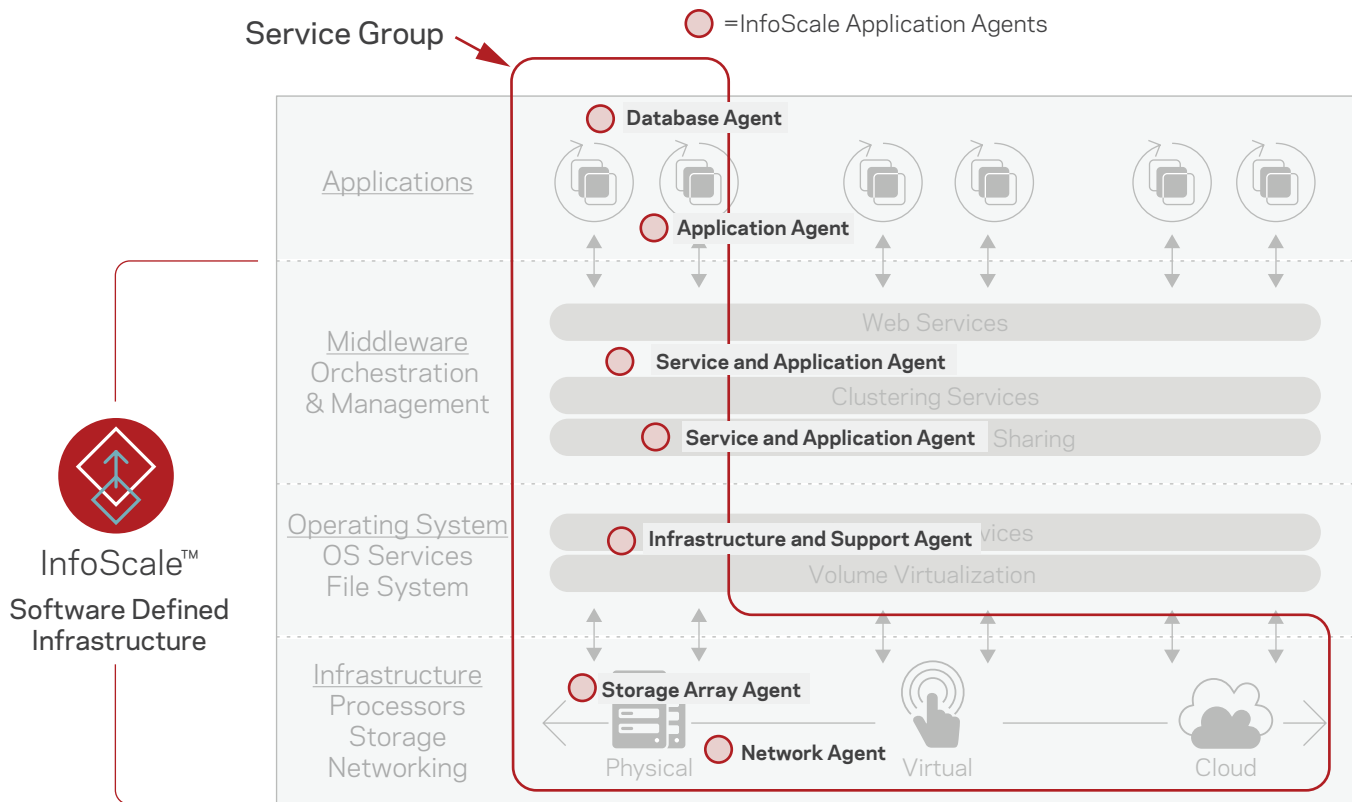 Service Group
=InfoScale Application Agents
Database Agent
Applications
Application Agent
Web Services
Middleware
Orchestration
& Management
Service and Application Agent
Clustering Services
Service and Application Agent
Sharing
InfoScale™
Software Defined
Infrastructure
Operating System
OS Services
File System
Infrastructure and Support Agent
Volume Virtualization
Infrastructure
Processors
Storage
Networking
Storage Array Agent
Network Agent
Physical
Virtual
Cloud